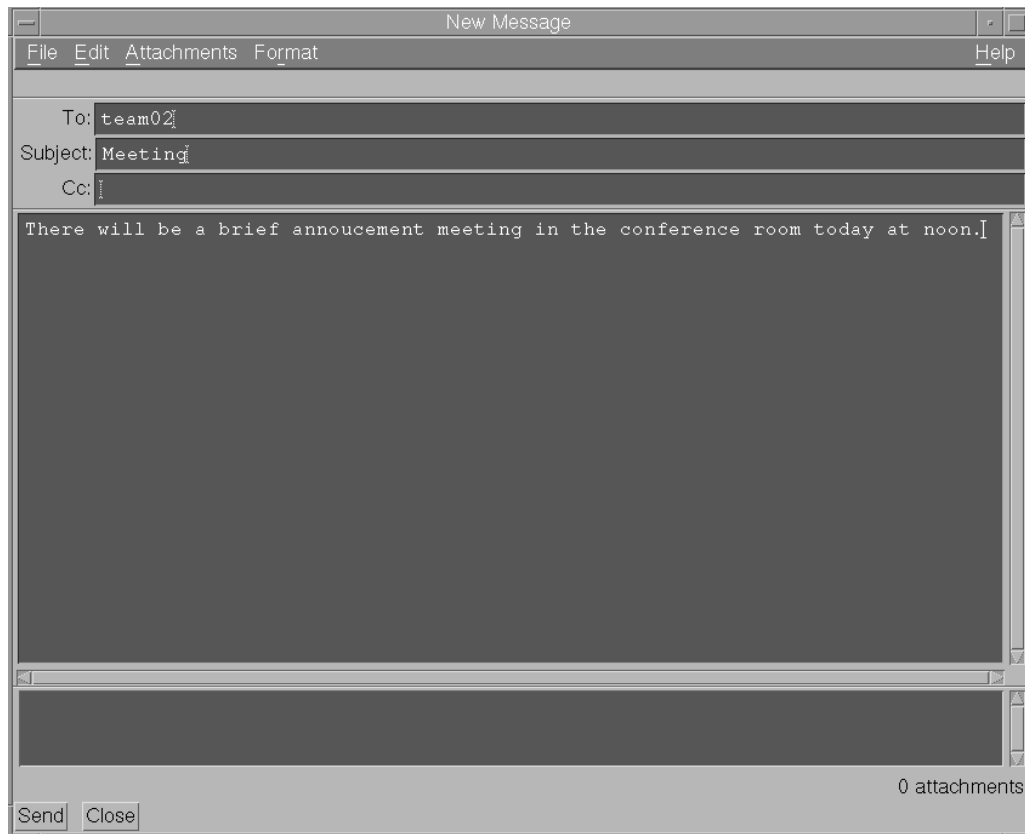 New Message
File Edit Attachments Format Help
To: team02
Subject: Meeting
Cc:
There will be a brief annoucement meeting in the conference room today at noon.
0 attachments
Send Close